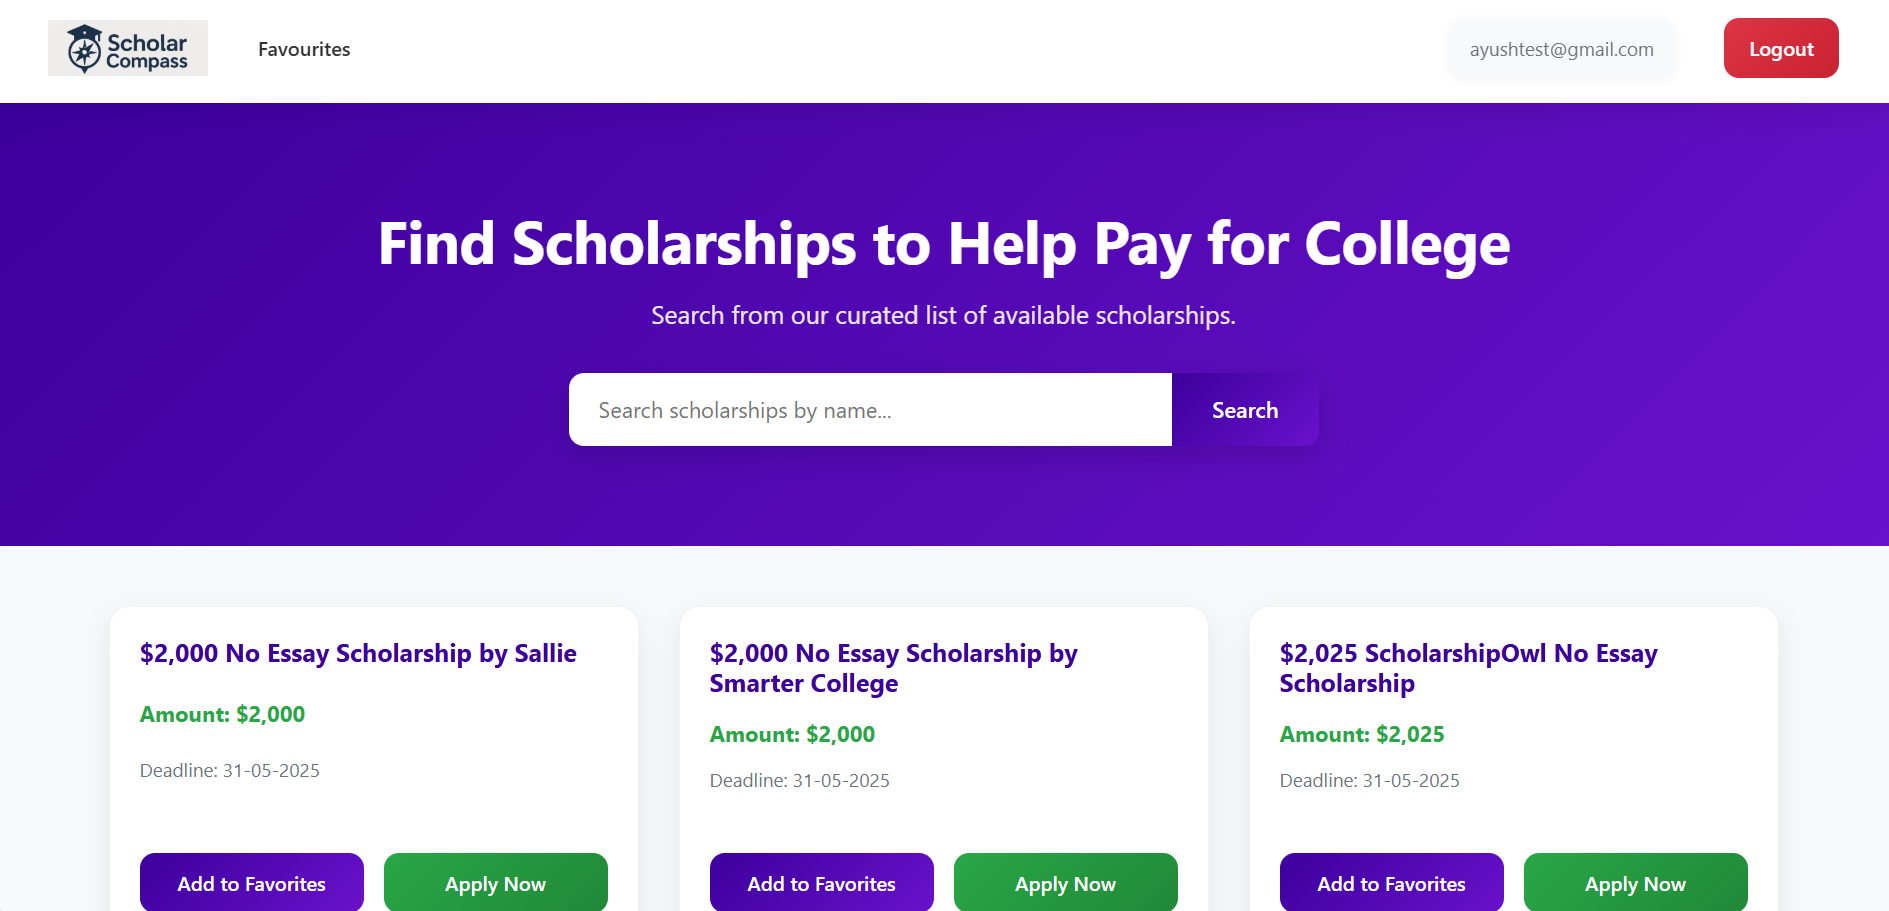 Scholar
Compass
Favourites
ayushtest@gmail.com
Logout
Find Scholarships to Help Pay for College
Search from our curated list of available scholarships.
Search scholarships by name...
Search
$2,000 No Essay Scholarship by Sallie
Amount: $2,000
Deadline: 31-05-2025
Add to Favorites
Apply Now
$2,000 No Essay Scholarship by
Smarter College
Amount: $2,000
Deadline: 31-05-2025
Add to Favorites
Apply Now
$2,025 ScholarshipOwl No Essay
Scholarship
Amount: $2,025
Deadline: 31-05-2025
Add to Favorites
Apply Now